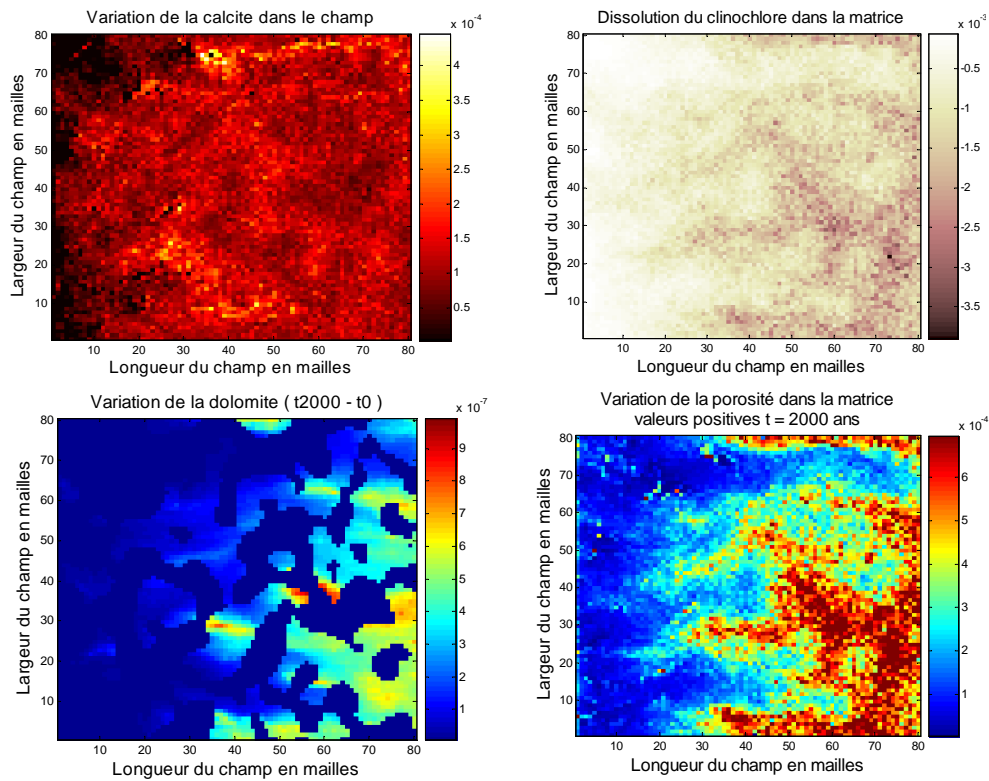 Variation de la calcite dans le champ
x 10-4
80
70
60
50
40
30
20
10
10 20 30 40 50 60 70 80
4
3.5
3
2.5
2
1.5
1
0.5
Largeur du champ en mailles
Longueur du champ en mailles
Dissolution du clinochlore dans la matrice
x 10-3
80
70
60
50
40
30
20
10
10 20 30 40 50 60 70 80
-0.5
-1
-1.5
-2
-2.5
-3
-3.5
Largeur du champ en mailles
Longueur du champ en mailles
Variation de la dolomite ( t2000 - t0 )
x 10-7
80
70
60
50
40
30
20
10
10 20 30 40 50 60 70 80
9
8
7
6
5
4
3
2
1
Largeur du champ en mailles
Longueur du champ en mailles
Variation de la porosité dans la matrice
valeurs positives t = 2000 ans
x 10-4
80
70
60
50
40
30
20
10
10 20 30 40 50 60 70 80
6
5
4
3
2
1
Largeur du champ en mailles
Longueur du champ en mailles